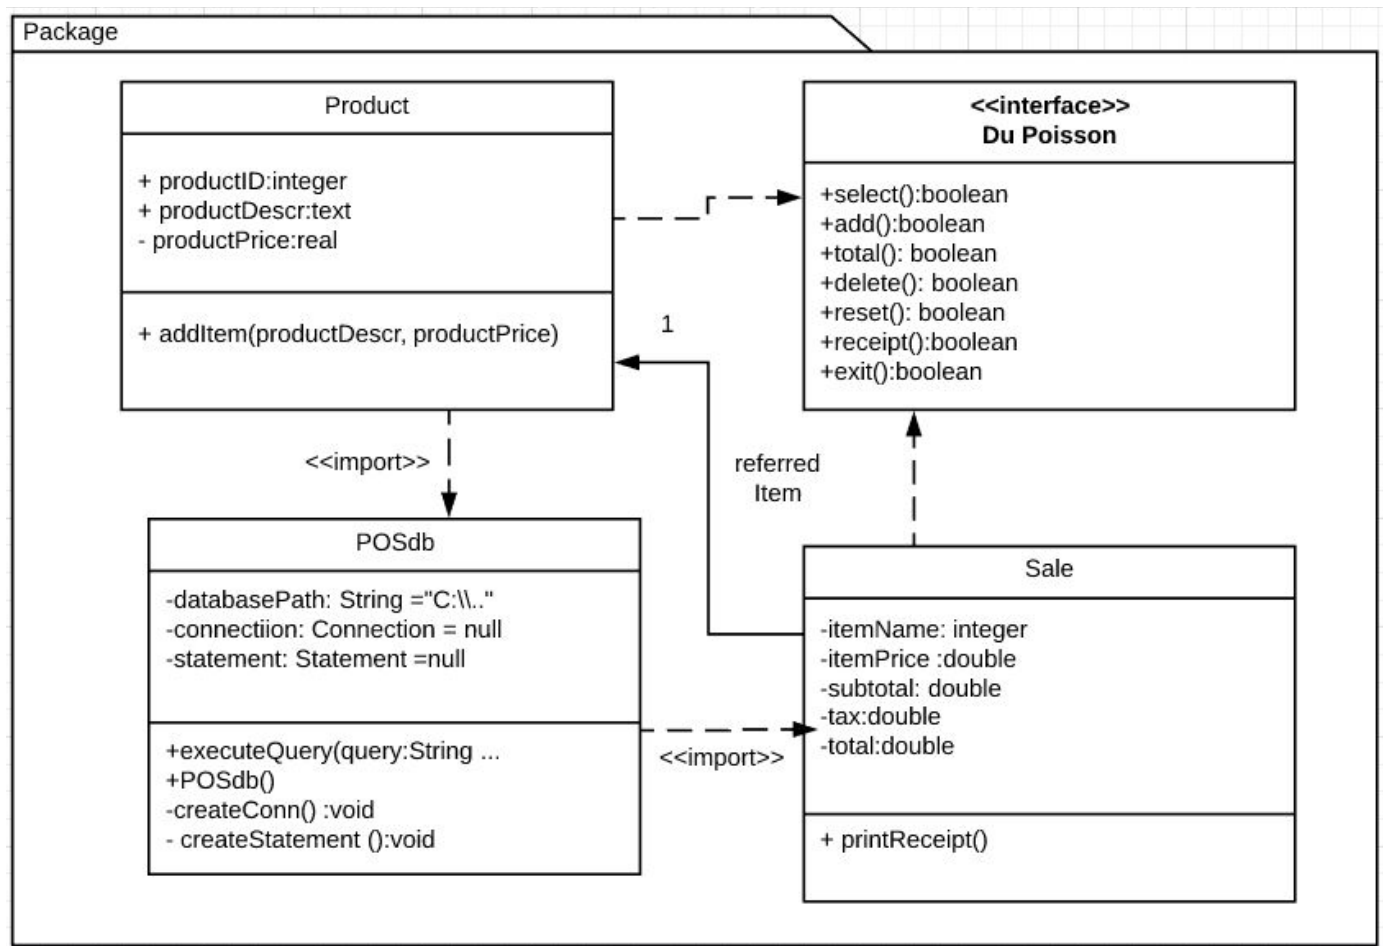 Package
Product
+ productID:integer
+ productDescr:text
- productPrice:real
+ addItem(productDescr, productPrice)
<<interface>>
Du Poisson
+select():boolean
+add():boolean
+total(): boolean
+delete(): boolean
+reset(): boolean
+receipt():boolean
+exit():boolean
1
<<import>>
referred
Item
POSdb
-databasePath: String ="C:\\.."
-connectiion: Connection = null
-statement: Statement =null
+executeQuery(query:String ...
+POSdb()
-createConn() :void
- createStatement ():void
<<import>>
Sale
-itemName: integer
-itemPrice :double
-subtotal: double
-tax:double
-total:double
+ printReceipt()